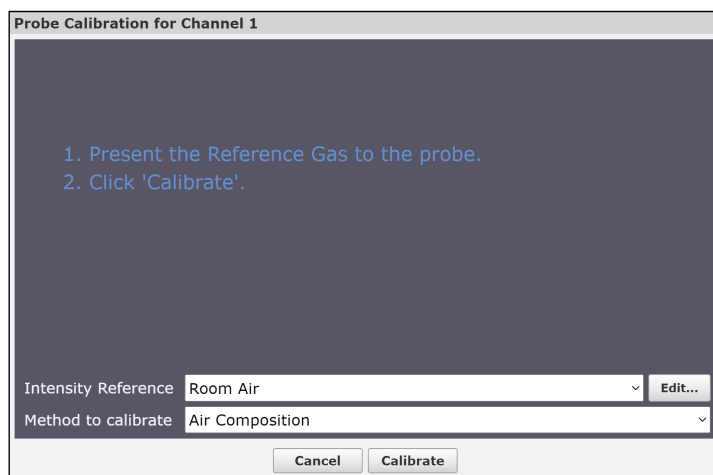 Probe Calibration for Channel 1
1. Present the Reference Gas to the probe.
2. Click 'Calibrate'.
Intensity Reference Room Air Edit...
Method to calibrate Air Composition
Cancel Calibrate